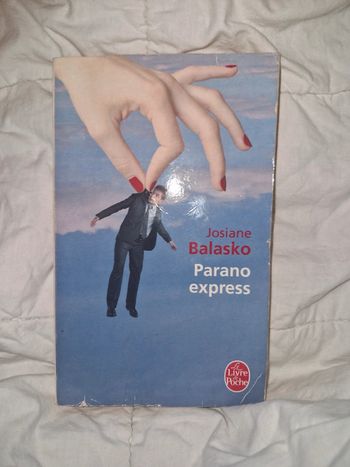 Josiane
Balasko
Parano
express
Le
Livre
de
Poche